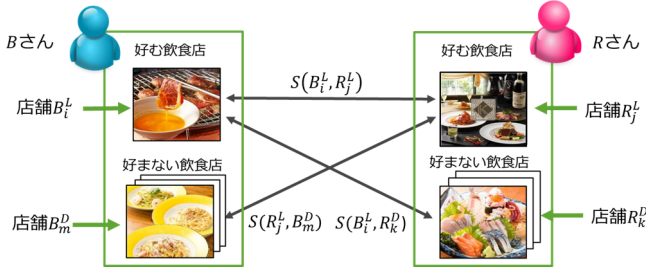 Bさん
Rさん
好む飲食店
好む飲食店
S(B_i^L, R_j^L)
店舗B_i^L
店舗R_j^L
好まない飲食店
好まない飲食店
S(R_j^L, B_m^D)
S(B_i^L, R_k^D)
店舗B_m^D
店舗R_k^D